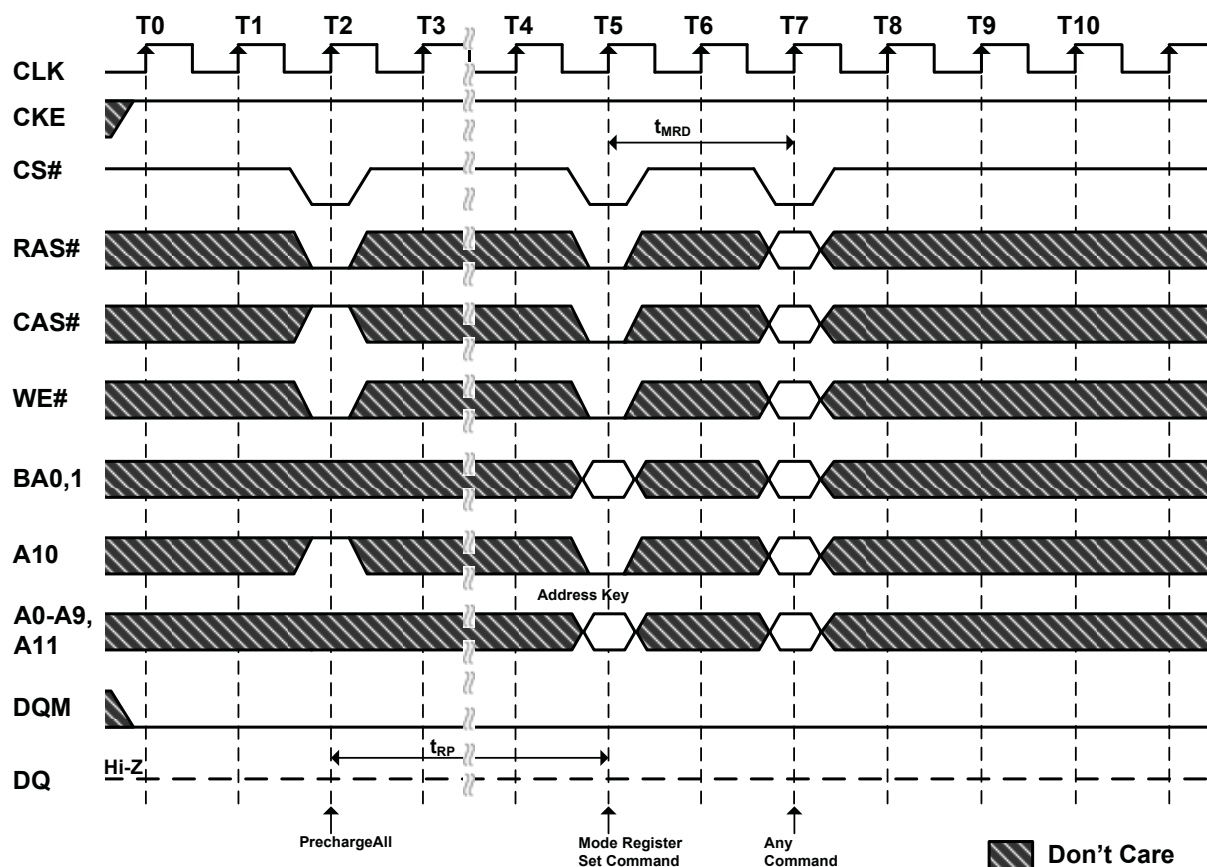 T0 T1 T2 T3 T4 T5 T6 T7 T8 T9 T10
CLK
CKE
tMRD
CS#
RAS#
CAS#
WE#
BA0,1
A10
Address Key
A0-A9,
A11
DQM
tRP
Hi-Z
DQ
PrechargeAll
Mode Register
Set Command
Any
Command
Don't Care